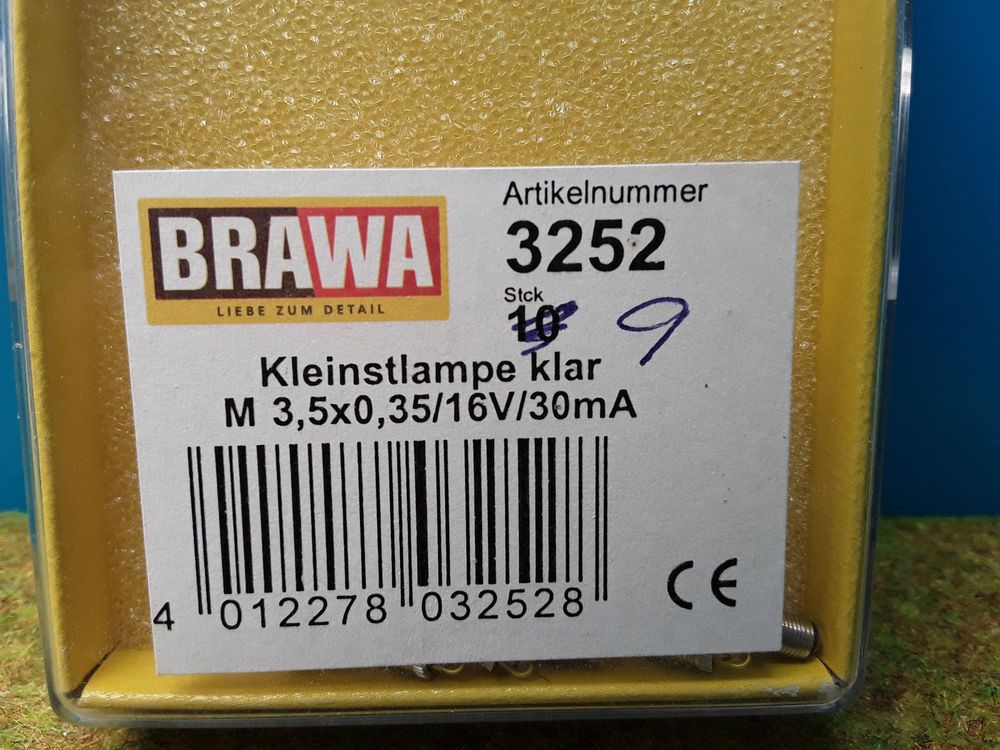 BRAWA
LIEBE ZUM DETAIL
Artikelnummer
3252
Stck
10 9
Kleinstlampe klar
M 3,5x0,35/16V/30mA
4 012278 032528
CE